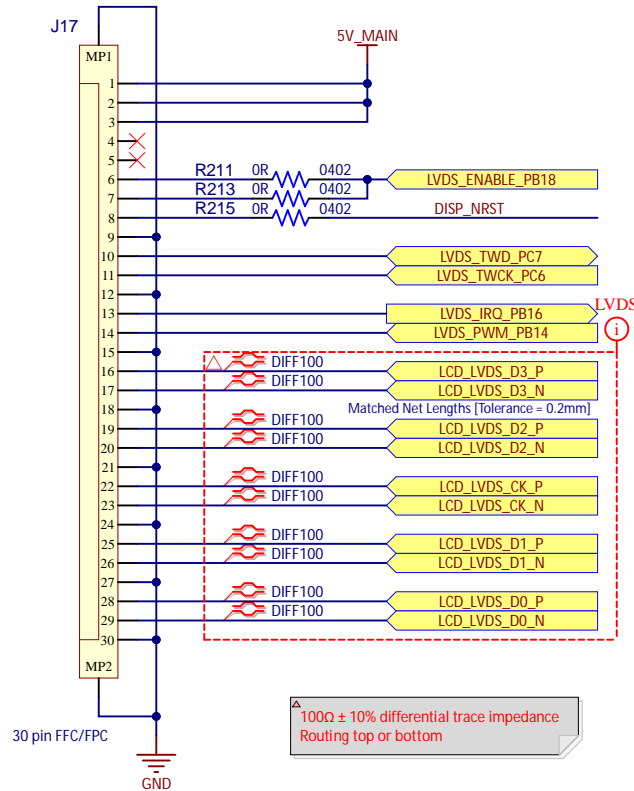 J17
5V_MAIN
MP1
1
2
3
4
5
6 R211 0R 0402 LVDS_ENABLE_PB18
7 R213 0R 0402
8 R215 0R 0402 DISP_NRST
9
10 LVDS_TWD_PC7
11 LVDS_TWCK_PC6
12
13 LVDS_IRQ_PB16 LVDS
14 LVDS_PWM_PB14 i
15
16 DIFF100 LCD_LVDS_D3_P
17 DIFF100 LCD_LVDS_D3_N
18 Matched Net Lengths [Tolerance = 0.2mm]
19 DIFF100 LCD_LVDS_D2_P
20 DIFF100 LCD_LVDS_D2_N
21
22 DIFF100 LCD_LVDS_CK_P
23 DIFF100 LCD_LVDS_CK_N
24
25 DIFF100 LCD_LVDS_D1_P
26 DIFF100 LCD_LVDS_D1_N
27
28 DIFF100 LCD_LVDS_D0_P
29 DIFF100 LCD_LVDS_D0_N
30
MP2
30 pin FFC/FPC
GND
100Ω ± 10% differential trace impedance
Routing top or bottom